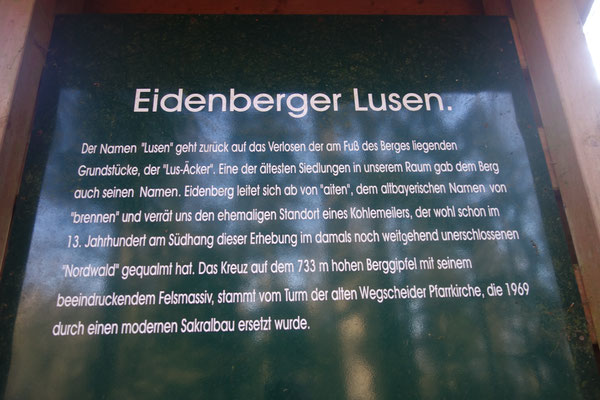 Eidenberger Lusen.
Der Namen "Lusen" geht zurück auf das Verlosen der am Fuß des Berges liegenden
Grundstücke, der "Lus-Äcker". Eine der ältesten Siedlungen in unserem Raum gab dem Berg
auch seinen Namen. Eidenberg leitet sich ab von "aiten", dem altbayerischen Namen von
"brennen" und verrät uns den ehemaligen Standort eines Kohlemeilers, der wohl schon im
13. Jahrhundert am Südhang dieser Erhebung im damals noch weitgehend unerschlossenen
"Nordwald" gequalmt hat. Das Kreuz auf dem 733 m hohen Berggipfel mit seinem
beeindruckendem Felsmassiv, stammt vom Turm der alten Wegscheider Pfarrkirche, die 1969
durch einen modernen Sakralbau ersetzt wurde.